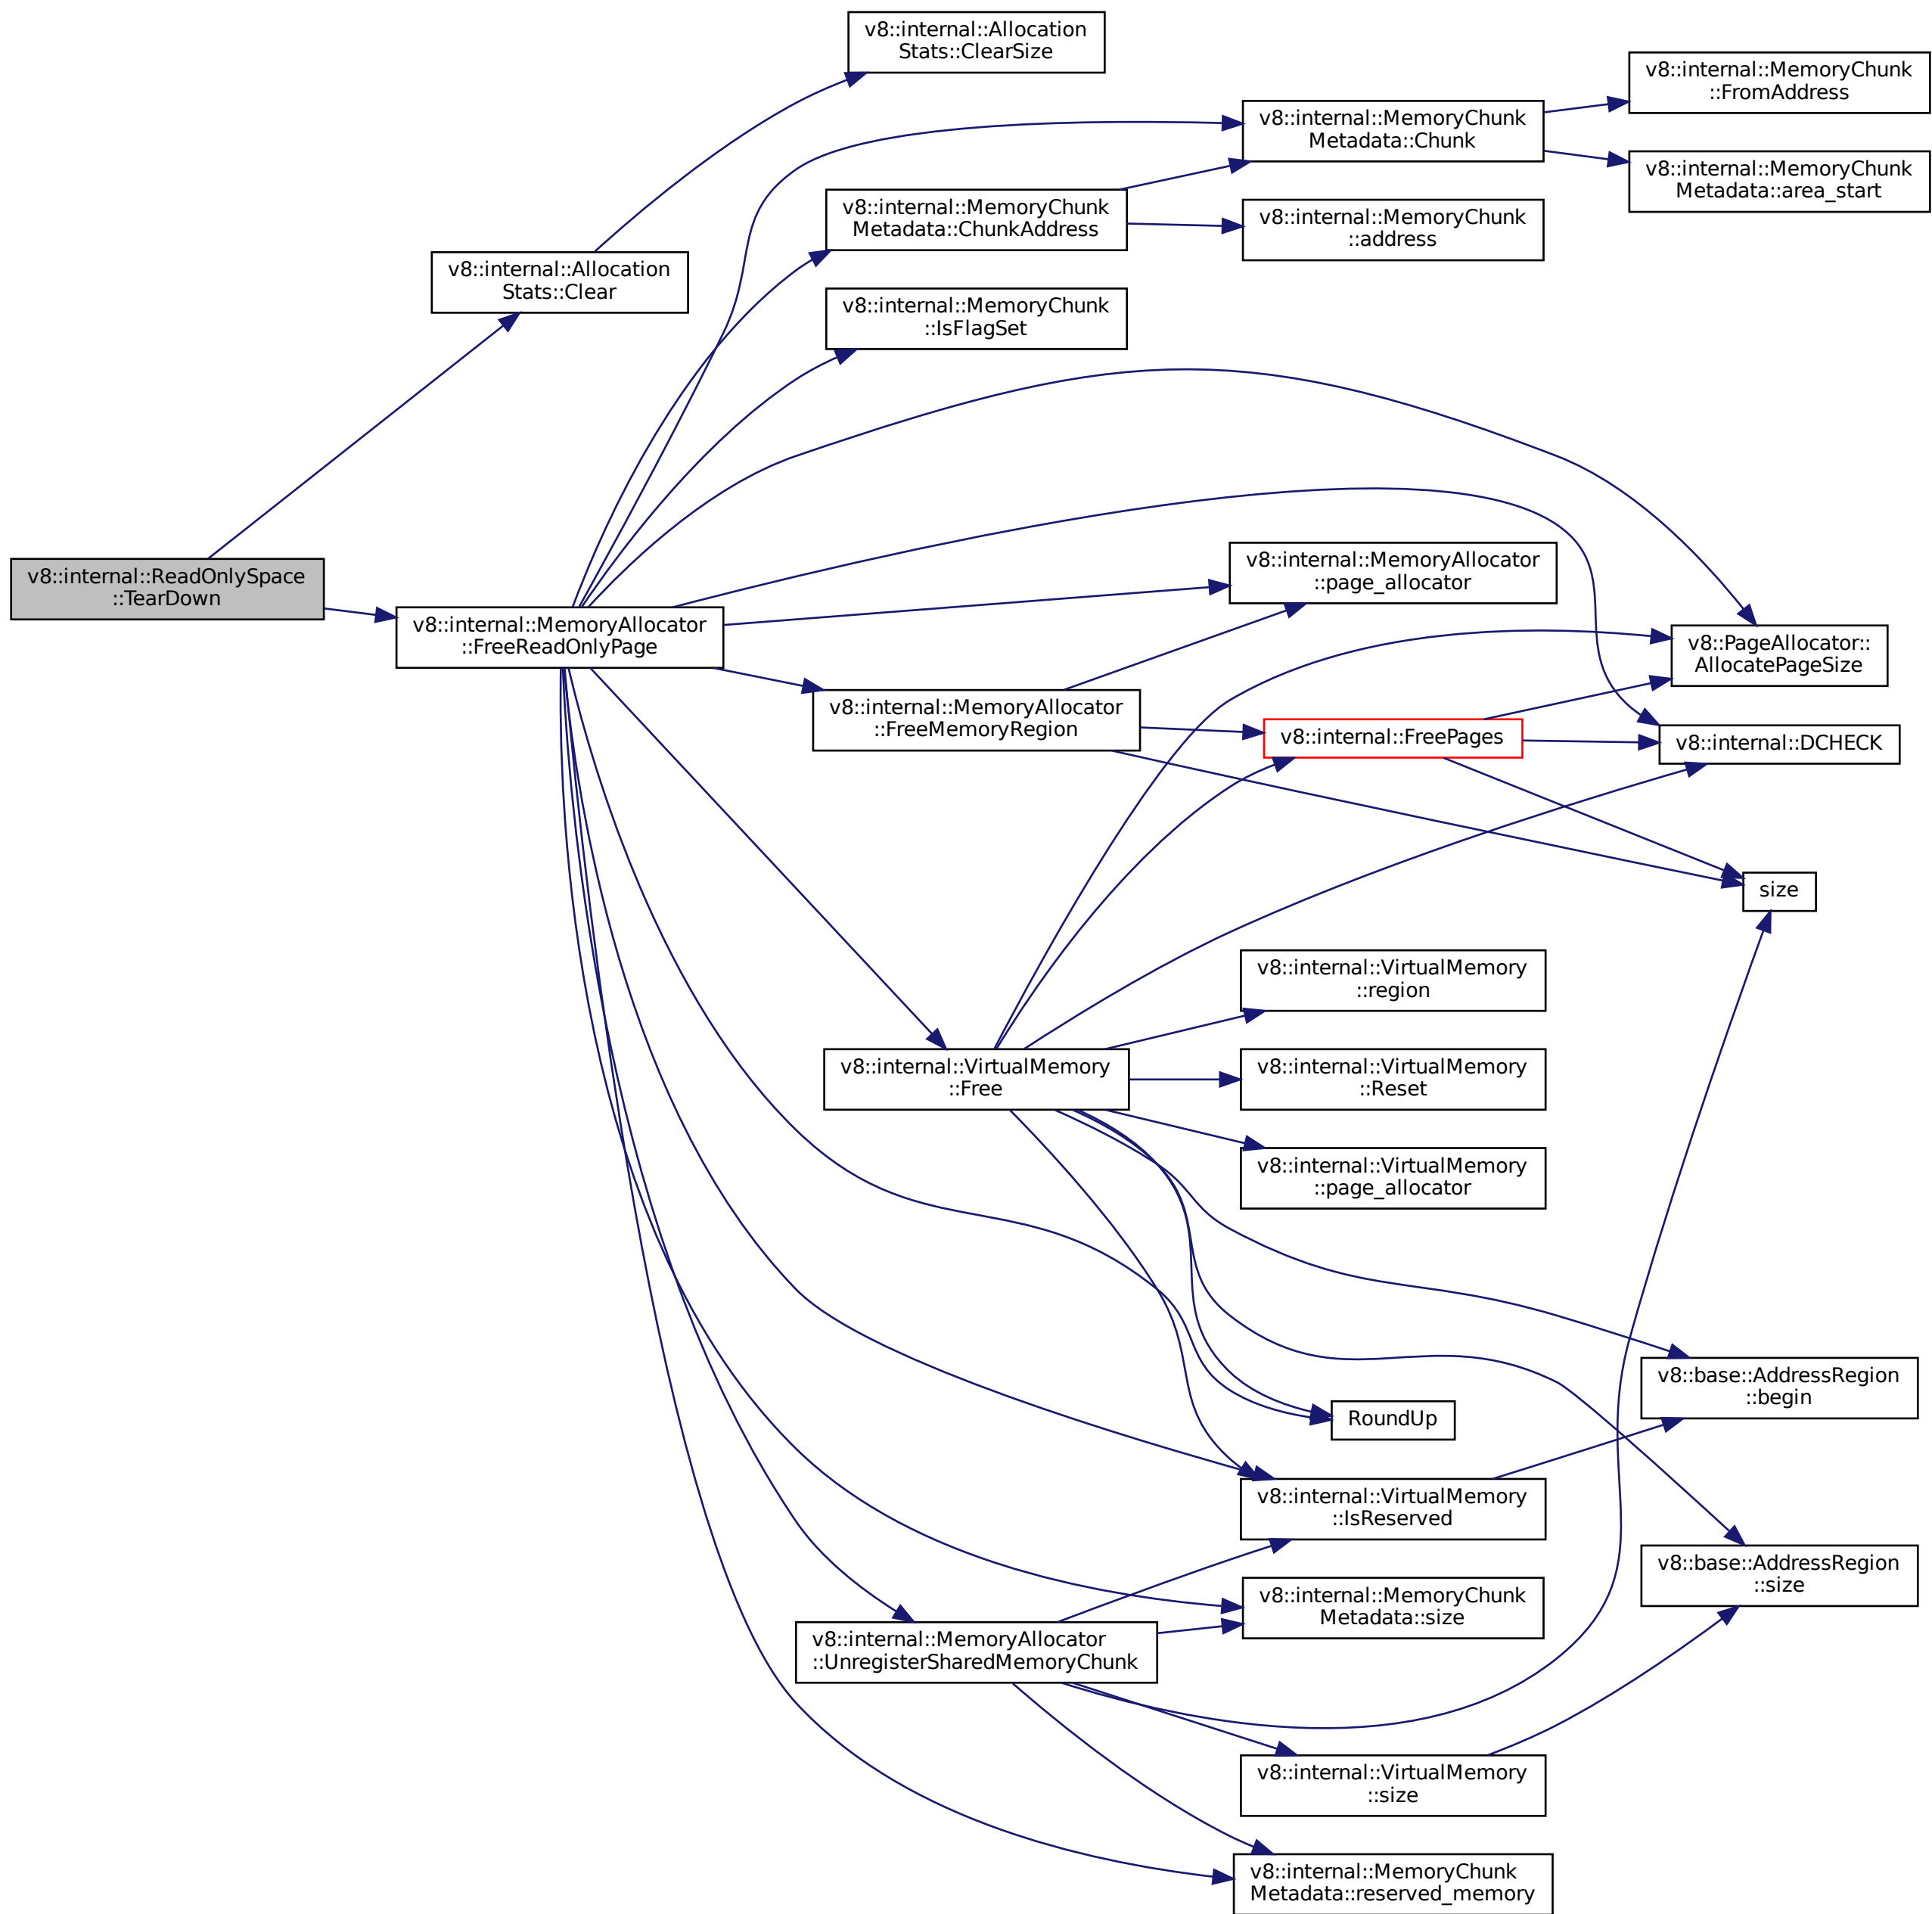 v8::internal::Allocation
Stats::ClearSize
v8::internal::MemoryChunk
::FromAddress
v8::internal::MemoryChunk
Metadata::Chunk
v8::internal::MemoryChunk
Metadata::area_start
v8::internal::MemoryChunk
Metadata::ChunkAddress
v8::internal::MemoryChunk
::address
v8::internal::Allocation
Stats::Clear
v8::internal::MemoryChunk
::IsFlagSet
v8::internal::ReadOnlySpace
::TearDown
v8::internal::MemoryAllocator
::page_allocator
v8::internal::MemoryAllocator
::FreeReadOnlyPage
v8::PageAllocator::
AllocatePageSize
v8::internal::MemoryAllocator
::FreeMemoryRegion
v8::internal::FreePages
v8::internal::DCHECK
size
v8::internal::VirtualMemory
::region
v8::internal::VirtualMemory
::Free
v8::internal::VirtualMemory
::Reset
v8::internal::VirtualMemory
::page_allocator
v8::base::AddressRegion
::begin
RoundUp
v8::internal::VirtualMemory
::IsReserved
v8::base::AddressRegion
::size
v8::internal::MemoryChunk
Metadata::size
v8::internal::MemoryAllocator
::UnregisterSharedMemoryChunk
v8::internal::VirtualMemory
::size
v8::internal::MemoryChunk
Metadata::reserved_memory